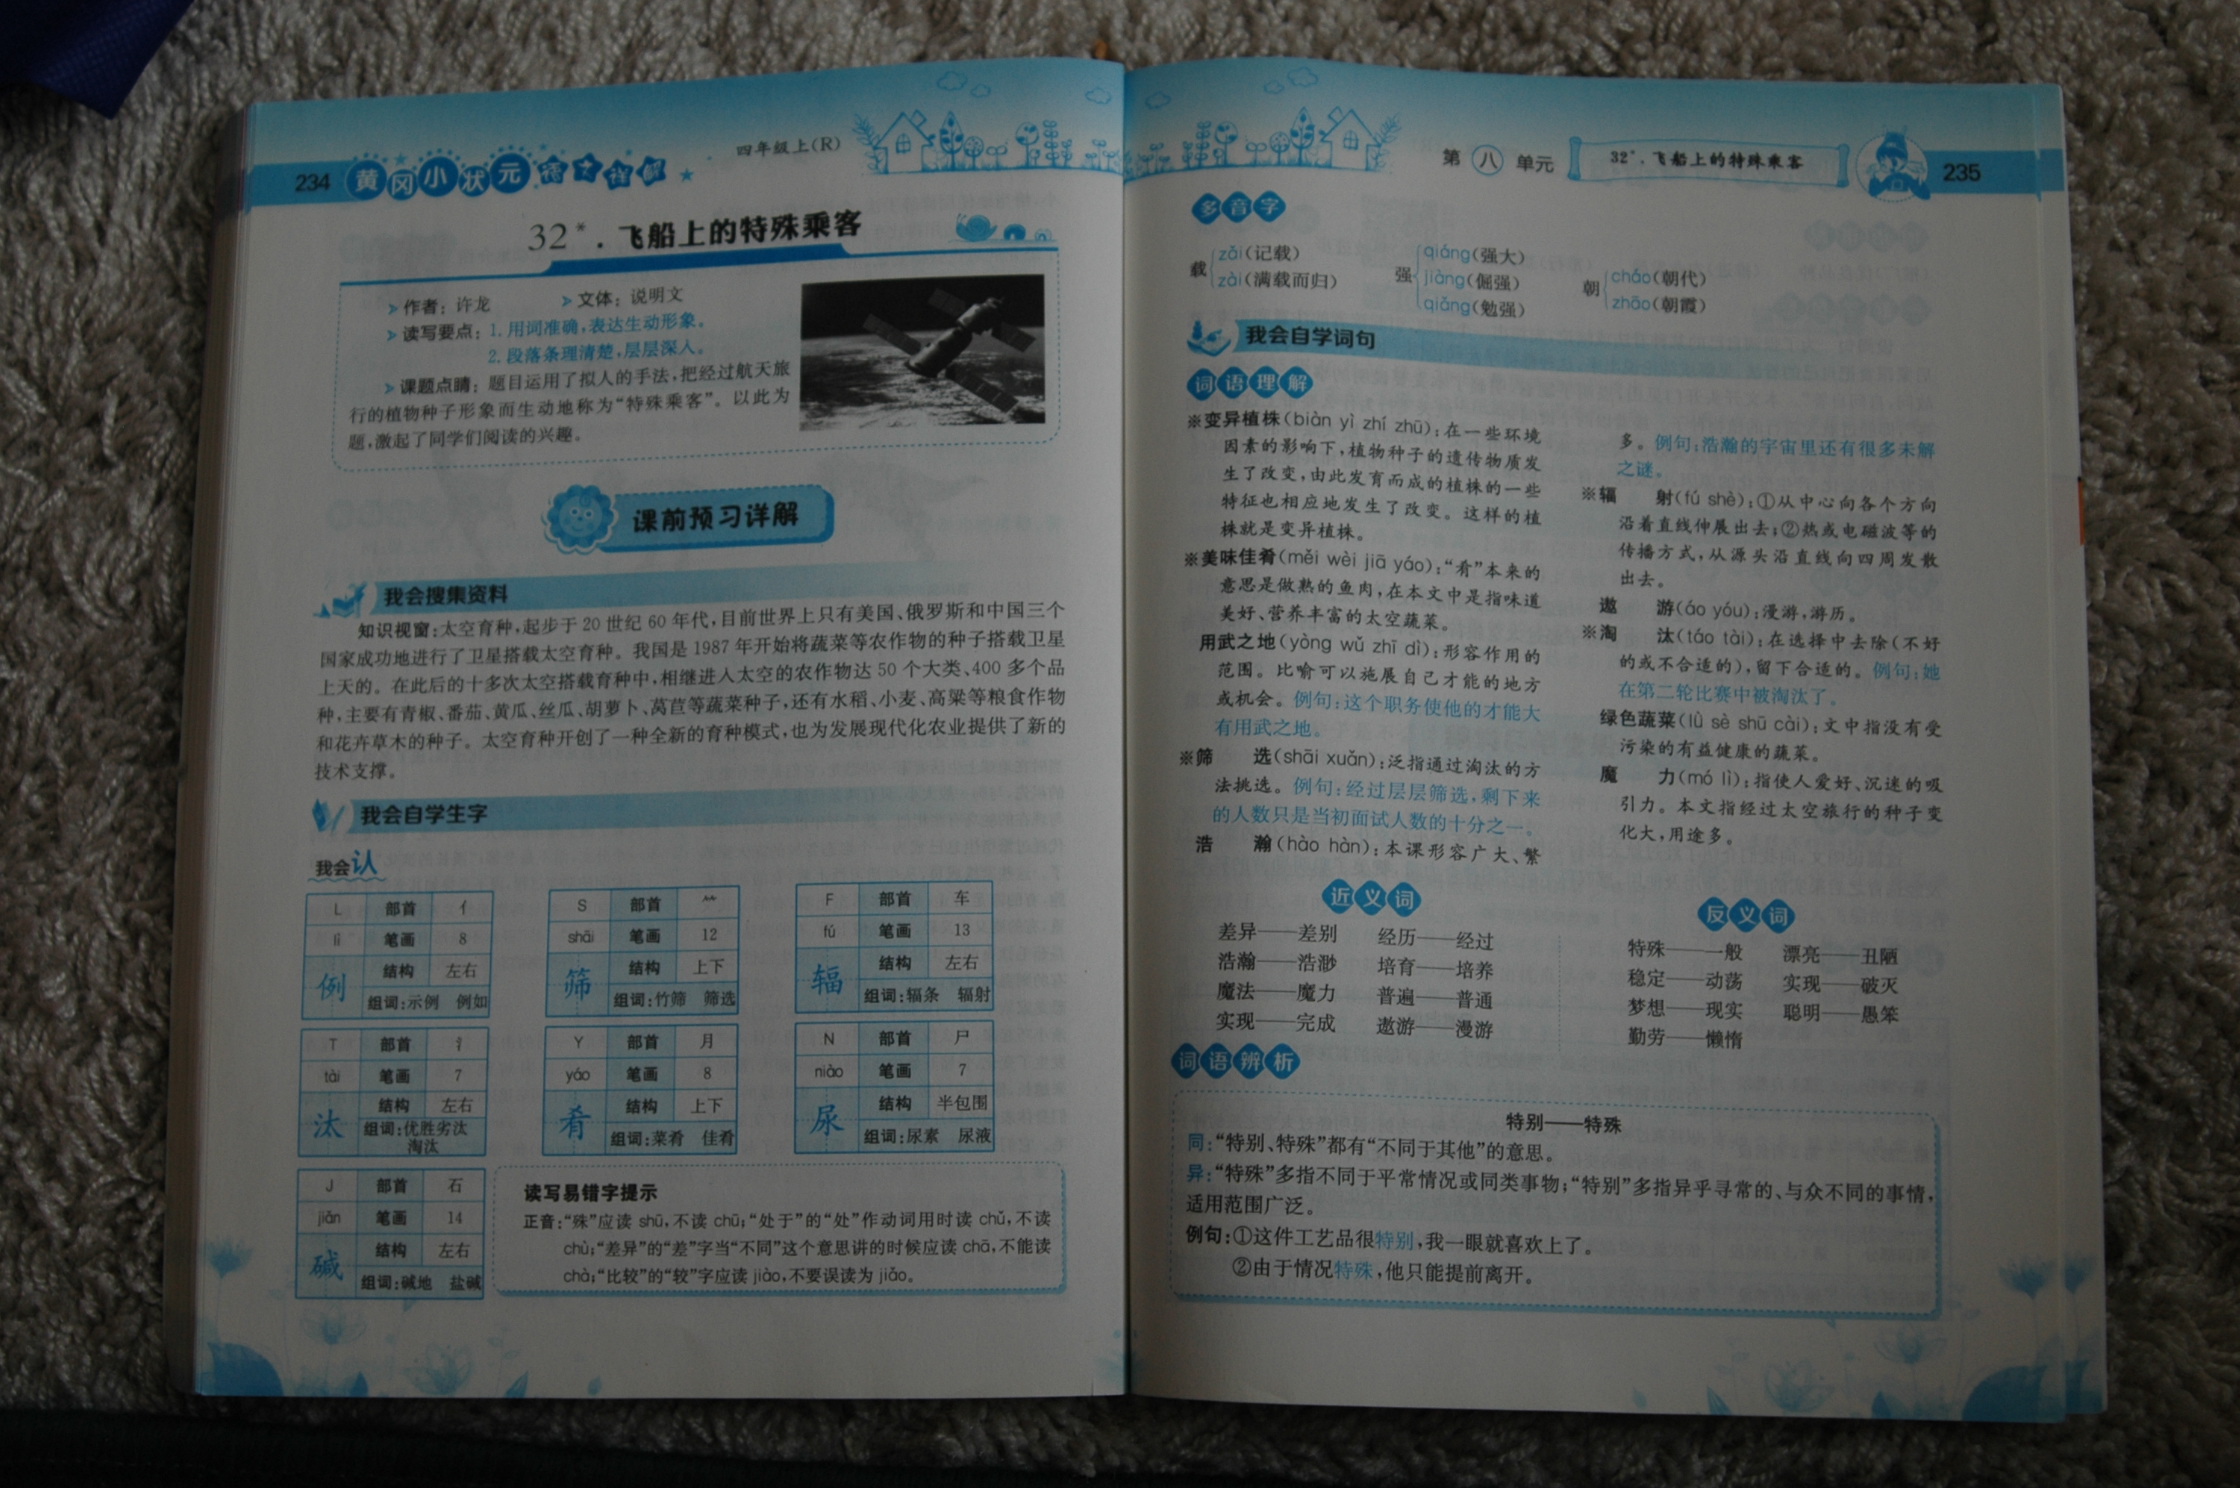 234 黄冈小状元 详解 四年级上(R)
32*.飞船上的特殊乘客
➢作者：许龙 ➢文体：说明文
➢读写要点：1.用词准确,表达生动形象。
2.段落条理清楚,层层深入。
➢课题点睛：题目运用了拟人的手法,把经过航天旅
行的植物种子形象而生动地称为“特殊乘客”。以此为
题,激起了同学们阅读的兴趣。
课前预习详解
我会搜集资料
知识视窗:太空育种,起步于20世纪60年代,目前世界上只有美国、俄罗斯和中国三个
国家成功地进行了卫星搭载太空育种。我国是1987年开始将蔬菜等农作物的种子搭载卫星
上天的。在此后的十多次太空搭载育种中,相继进入太空的农作物达50个大类、400多个品
种,主要有青椒、番茄、黄瓜、丝瓜、胡萝卜、莴苣等蔬菜种子,还有水稻、小麦、高粱等粮食作物
和花卉草木的种子。太空育种开创了一种全新的育种模式,也为发展现代化农业提供了新的
技术支撑。
我会自学生字
我会认
L 部首 亻
lì 笔画 8
例 结构 左右
组词:示例 例如
S 部首 ⺮
shāi 笔画 12
筛 结构 上下
组词:竹筛 筛选
F 部首 车
fú 笔画 13
辐 结构 左右
组词:辐条 辐射
T 部首 氵
tài 笔画 7
汰 结构 左右
组词:优胜劣汰
淘汰
Y 部首 月
yáo 笔画 8
肴 结构 上下
组词:菜肴 佳肴
N 部首 尸
niào 笔画 7
尿 结构 半包围
组词:尿素 尿液
J 部首 石
jiǎn 笔画 14
碱 结构 左右
组词:碱地 盐碱
读写易错字提示
正音:“殊”应读 shū,不读 chū;“处于”的“处”作动词用时读 chǔ,不读
chù;“差异”的“差”字当“不同”这个意思讲的时候应读 chā,不能读
chà;“比较”的“较”字应读 jiào,不要误读为 jiǎo。
第八单元 32*.飞船上的特殊乘客 235
多音字
载{zǎi(记载)
zài(满载而归)
强{qiáng(强大)
jiàng(倔强)
qiǎng(勉强)
朝{cháo(朝代)
zhāo(朝霞)
我会自学词句
词语理解
※变异植株(biàn yì zhí zhū):在一些环境
因素的影响下,植物种子的遗传物质发
生了改变,由此发育而成的植株的一些
特征也相应地发生了改变。这样的植
株就是变异植株。
※美味佳肴(měi wèi jiā yáo):“肴”本来的
意思是做熟的鱼肉,在本文中是指味道
美好、营养丰富的太空蔬菜。
用武之地(yòng wǔ zhī dì):形容作用的
范围。比喻可以施展自己才能的地方
或机会。例句:这个职务使他的才能大
有用武之地。
※筛 选(shāi xuǎn):泛指通过淘汰的方
法挑选。例句:经过层层筛选,剩下来
的人数只是当初面试人数的十分之一。
浩 瀚(hào hàn):本课形容广大、繁
多。例句:浩瀚的宇宙里还有很多未解
之谜。
※辐 射(fú shè):①从中心向各个方向
沿着直线伸展出去;②热或电磁波等的
传播方式,从源头沿直线向四周发散
出去。
遨 游(áo yóu):漫游,游历。
※淘 汰(táo tài):在选择中去除(不好
的或不合适的),留下合适的。例句:她
在第二轮比赛中被淘汰了。
绿色蔬菜(lǜ sè shū cài):文中指没有受
污染的有益健康的蔬菜。
魔 力(mó lì):指使人爱好、沉迷的吸
引力。本文指经过太空旅行的种子变
化大,用途多。
近义词
差异——差别 经历——经过
浩瀚——浩渺 培育——培养
魔法——魔力 普遍——普通
实现——完成 遨游——漫游
反义词
特殊——一般 漂亮——丑陋
稳定——动荡 实现——破灭
梦想——现实 聪明——愚笨
勤劳——懒惰
词语辨析
特别——特殊
同:“特别、特殊”都有“不同于其他”的意思。
异:“特殊”多指不同于平常情况或同类事物;“特别”多指异乎寻常的、与众不同的事情,
适用范围广泛。
例句:①这件工艺品很特别,我一眼就喜欢上了。
②由于情况特殊,他只能提前离开。